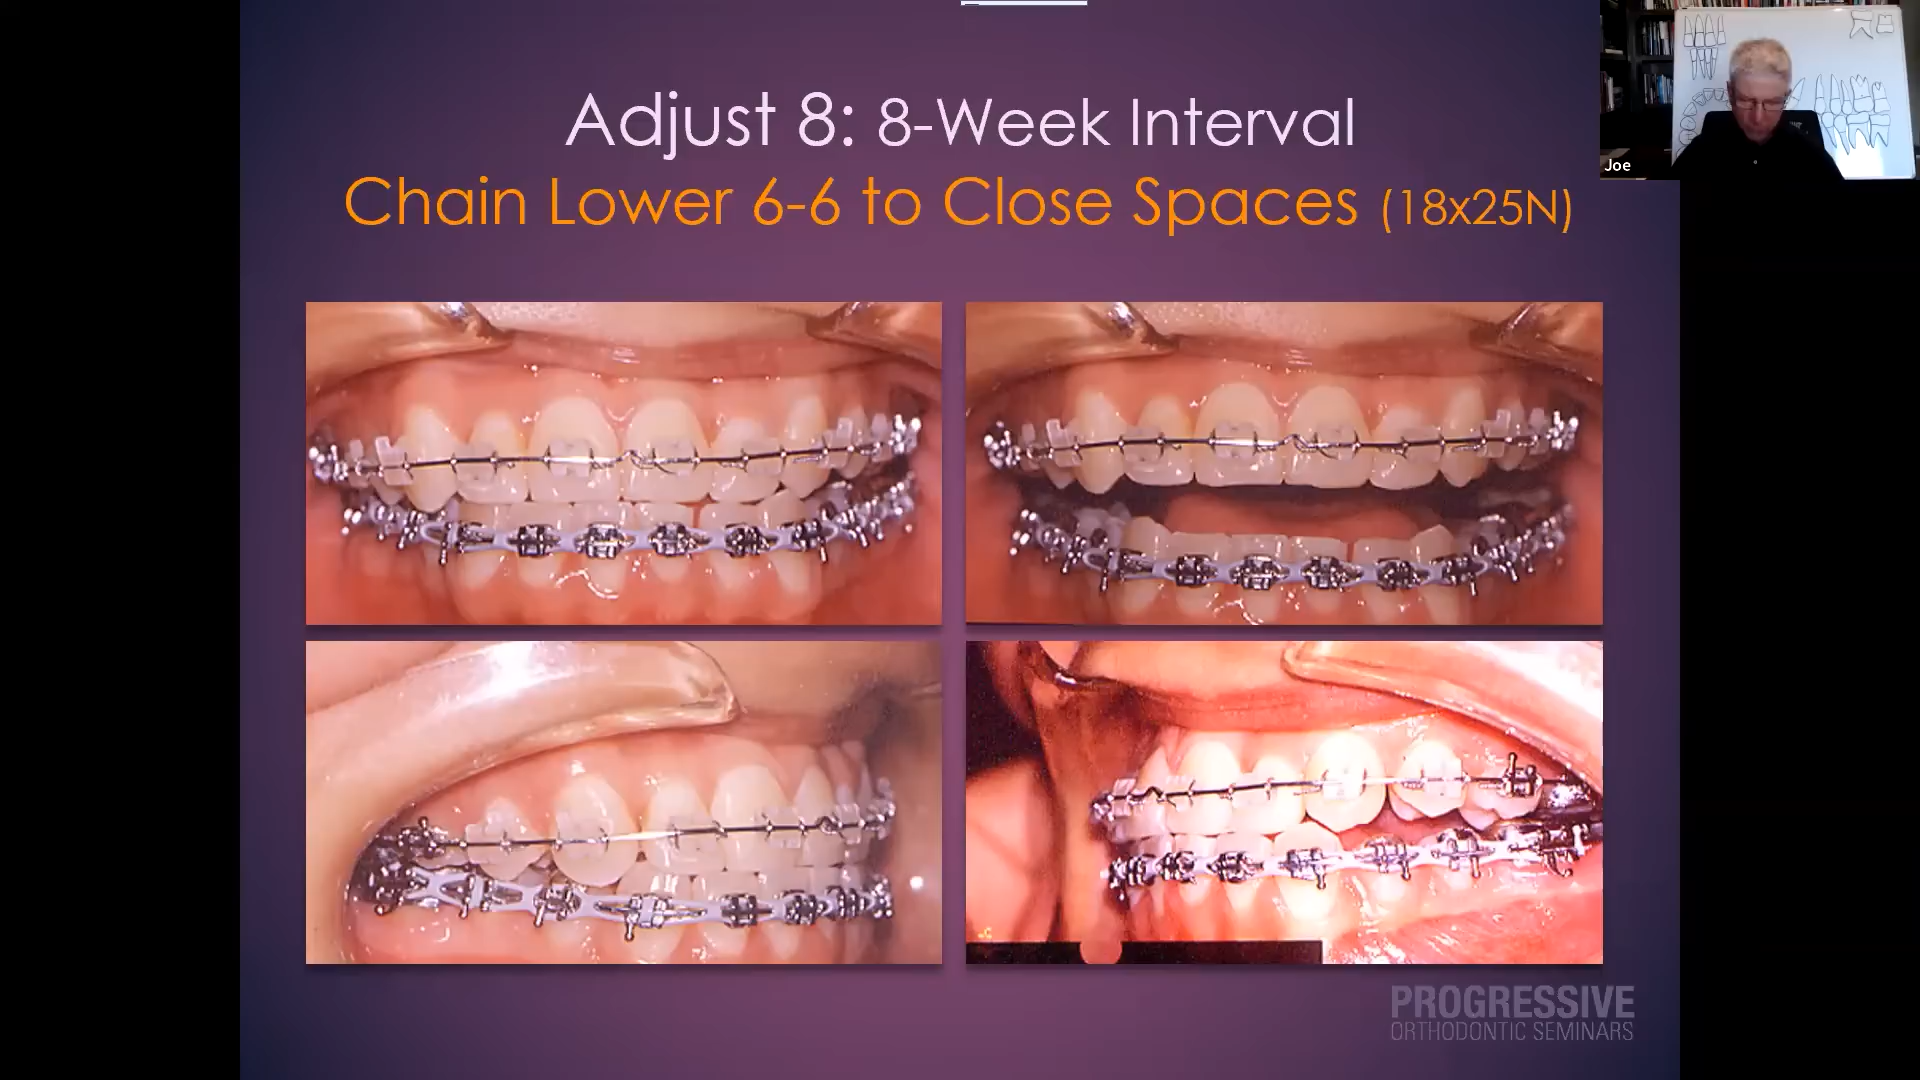 Adjust 8: 8-Week Interval
Chain Lower 6-6 to Close Spaces (18x25N)
Joe
PROGRESSIVE
ORTHODONTIC SEMINARS